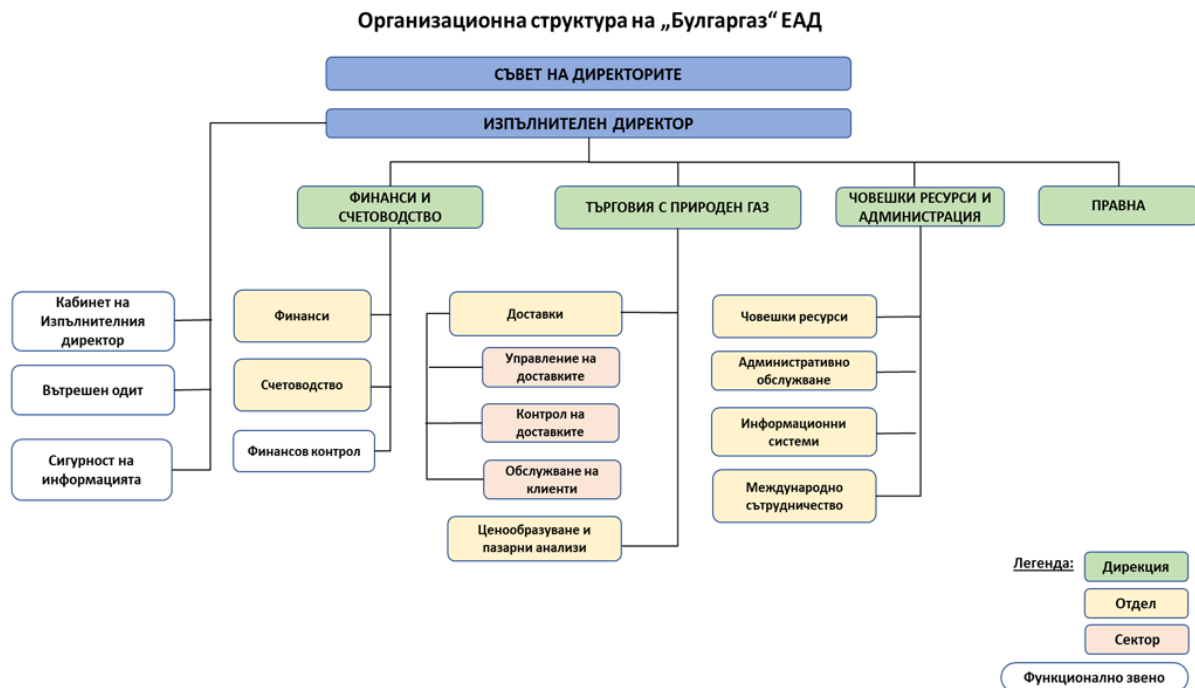 Организационна структура на „Булгаргаз“ ЕАД
СЪВЕТ НА ДИРЕКТОРИТЕ
ИЗПЪЛНИТЕЛЕН ДИРЕКТОР
ФИНАНСИ И
СЧЕТОВОДСТВО
ТЪРГОВИЯ С ПРИРОДЕН ГАЗ
ЧОВЕШКИ РЕСУРСИ И
АДМИНИСТРАЦИЯ
ПРАВНА
Кабинет на
Изпълнителния
директор
Вътрешен одит
Сигурност на
информацията
Финанси
Счетоводство
Финансов контрол
Доставки
Управление на
доставките
Контрол на
доставките
Обслужване на
клиенти
Ценообразуване и
пазарни анализи
Човешки ресурси
Административно
обслужване
Информационни
системи
Международно
сътрудничество
Легенда:
Дирекция
Отдел
Сектор
Функционално звено